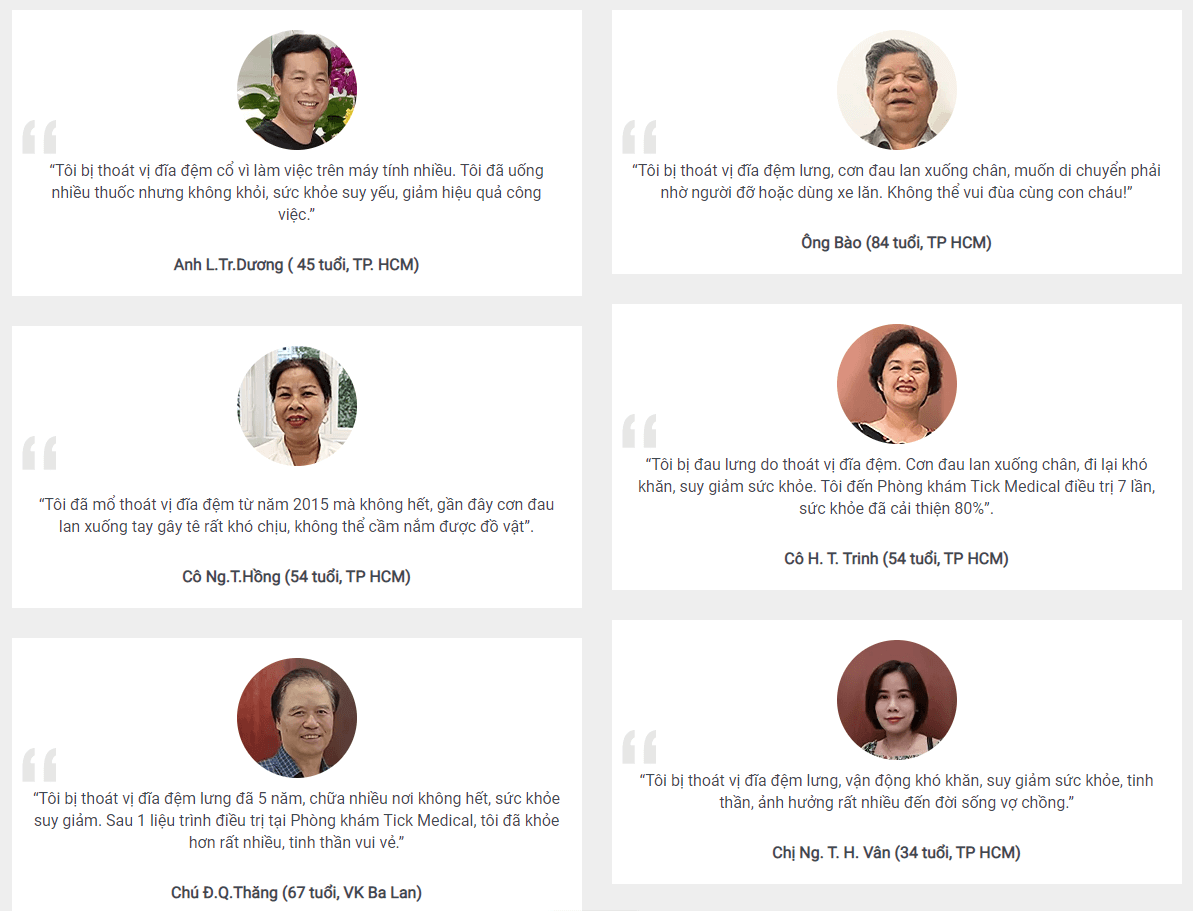 “Tôi bị thoát vị đĩa đệm cổ vì làm việc trên máy tính nhiều. Tôi đã uống
nhiều thuốc nhưng không khỏi, sức khỏe suy yếu, giảm hiệu quả công
việc.”
Anh L.Tr.Dương ( 45 tuổi, TP. HCM)
“Tôi bị thoát vị đĩa đệm lưng, cơn đau lan xuống chân, muốn di chuyển phải
nhờ người đỡ hoặc dùng xe lăn. Không thể vui đùa cùng con cháu!”
Ông Bào (84 tuổi, TP HCM)
“Tôi đã mổ thoát vị đĩa đệm từ năm 2015 mà không hết, gần đây cơn đau
lan xuống tay gây tê rất khó chịu, không thể cầm nắm được đồ vật”.
Cô Ng.T.Hồng (54 tuổi, TP HCM)
“Tôi bị đau lưng do thoát vị đĩa đệm. Cơn đau lan xuống chân, đi lại khó
khăn, suy giảm sức khỏe. Tôi đến Phòng khám Tick Medical điều trị 7 lần,
sức khỏe đã cải thiện 80%”.
Cô H. T. Trinh (54 tuổi, TP HCM)
“Tôi bị thoát vị đĩa đệm lưng đã 5 năm, chữa nhiều nơi không hết, sức khỏe
suy giảm. Sau 1 liệu trình điều trị tại Phòng khám Tick Medical, tôi đã khỏe
hơn rất nhiều, tinh thần vui vẻ.”
Chú Đ.Q.Thăng (67 tuổi, VK Ba Lan)
“Tôi bị thoát vị đĩa đệm lưng, vận động khó khăn, suy giảm sức khỏe, tinh
thần, ảnh hưởng rất nhiều đến đời sống vợ chồng.”
Chị Ng. T. H. Vân (34 tuổi, TP HCM)